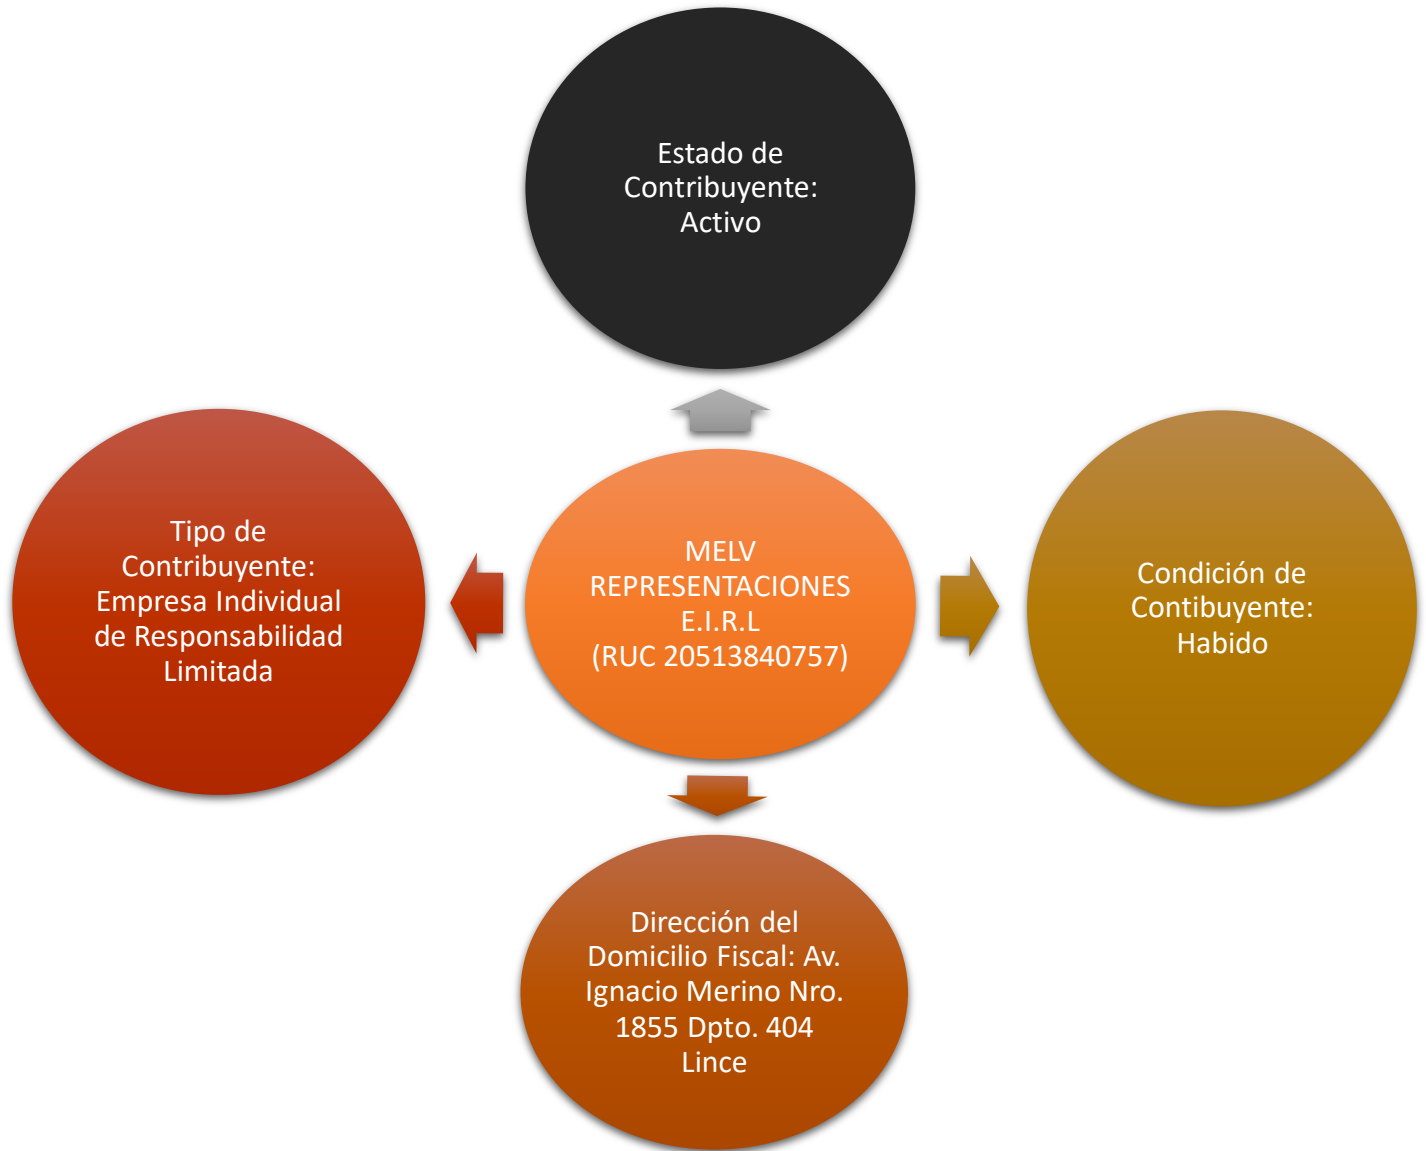 Estado de
Contribuyente:
Activo
Tipo de
Contribuyente:
Empresa Individual
de Responsabilidad
Limitada
MELV
REPRESENTACIONES
E.I.R.L
(RUC 20513840757)
Condición de
Contibuyente:
Habido
Dirección del
Domicilio Fiscal: Av.
Ignacio Merino Nro.
1855 Dpto. 404
Lince